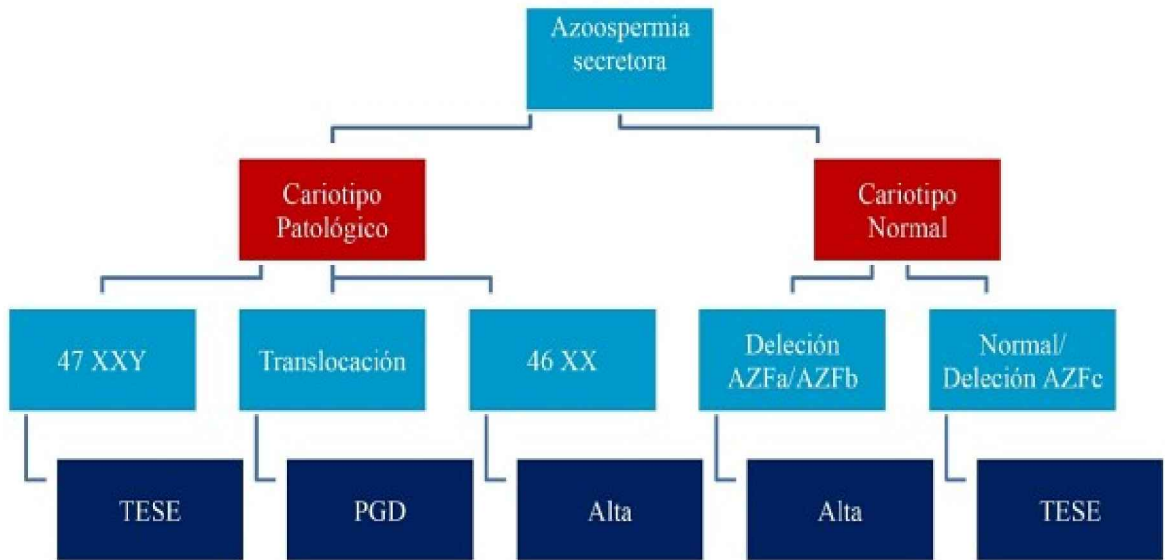 Azoospermia
secretora
Cariotipo
Patológico
Cariotipo
Normal
47 XXY
Translocación
46 XX
Deleción
AZFa/AZFb
Normal/
Deleción AZFc
TESE
PGD
Alta
Alta
TESE